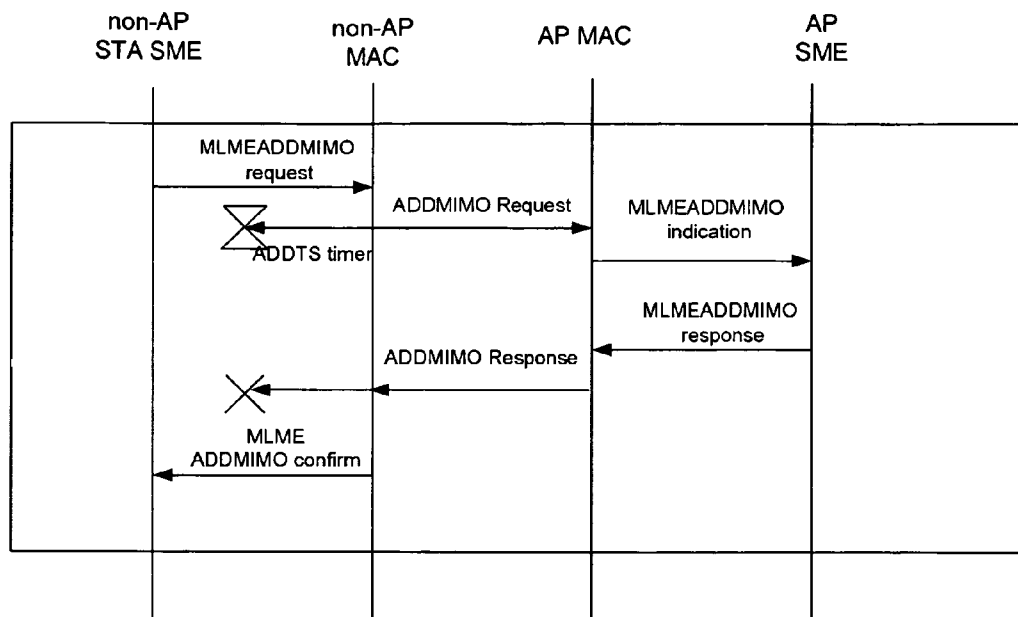 non-AP
STA SME
non-AP
MAC
AP MAC
AP
SME
MLMEADDMIMO
request
ADDMIMO Request
MLMEADDMIMO
indication
ADDTS timer
MLMEADDMIMO
response
ADDMIMO Response
MLME
ADDMIMO confirm